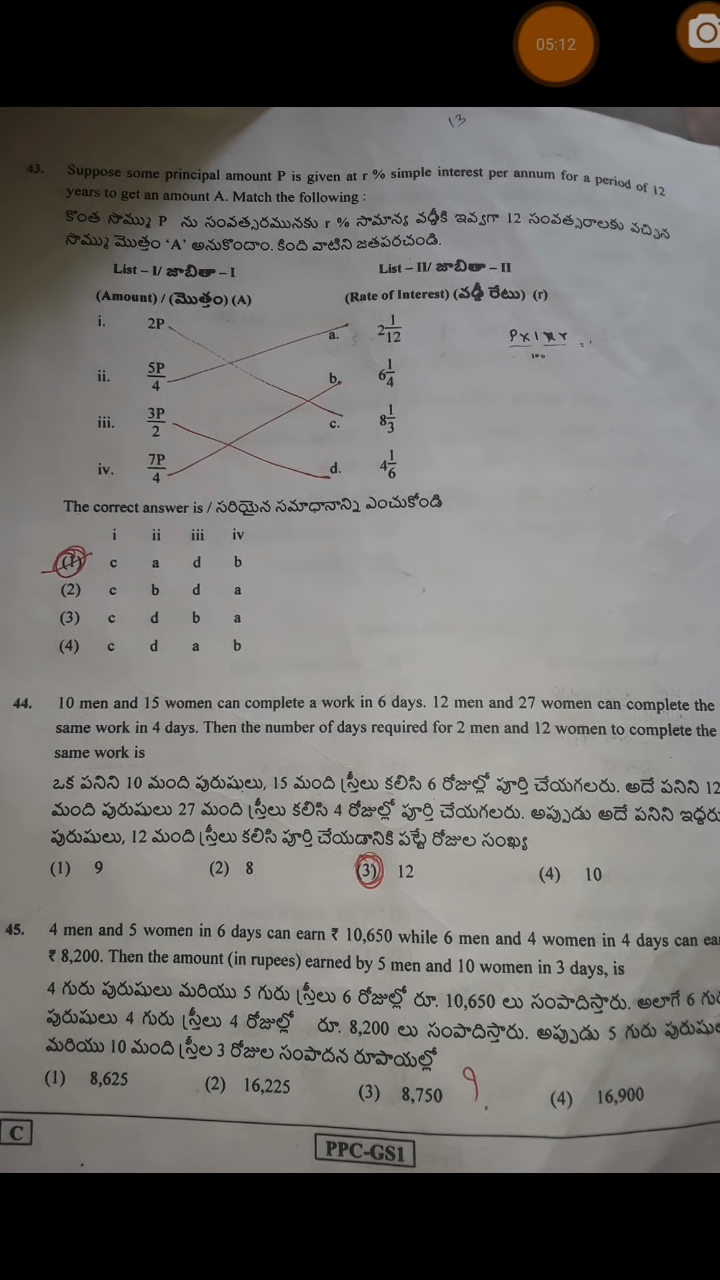 05:12
13
43. Suppose some principal amount P is given at r % simple interest per annum for a period of 12
years to get an amount A. Match the following :
కొంత సొమ్ము P ను సంవత్సరమునకు r % సామాన్య వడ్డీకి ఇవ్వగా 12 సంవత్సరాలకు వచ్చిన
సొమ్ము మొత్తం 'A' అనుకొందాం. కింది వాటిని జతపరచండి.
List – I/ జాబితా – I List – II/ జాబితా – II
(Amount) / (మొత్తం) (A) (Rate of Interest) (వడ్డీ రేటు) (r)
i. 2P a. 2 1/12
P×1×r/100 =
ii. 5P/4 b. 6 1/4
iii. 3P/2 c. 8 1/3
iv. 7P/4 d. 4 1/6
The correct answer is / సరియైన సమాధానాన్ని ఎంచుకోండి
i ii iii iv
(1) c a d b
(2) c b d a
(3) c d b a
(4) c d a b
44. 10 men and 15 women can complete a work in 6 days. 12 men and 27 women can complete the
same work in 4 days. Then the number of days required for 2 men and 12 women to complete the
same work is
ఒక పనిని 10 మంది పురుషులు, 15 మంది స్త్రీలు కలిసి 6 రోజుల్లో పూర్తి చేయగలరు. అదే పనిని 12
మంది పురుషులు 27 మంది స్త్రీలు కలిసి 4 రోజుల్లో పూర్తి చేయగలరు. అప్పుడు అదే పనిని ఇద్దరు
పురుషులు, 12 మంది స్త్రీలు కలిసి పూర్తి చేయడానికి పట్టే రోజుల సంఖ్య
(1) 9 (2) 8 (3) 12 (4) 10
45. 4 men and 5 women in 6 days can earn ₹ 10,650 while 6 men and 4 women in 4 days can ea
₹ 8,200. Then the amount (in rupees) earned by 5 men and 10 women in 3 days, is
4 గురు పురుషులు మరియు 5 గురు స్త్రీలు 6 రోజుల్లో రూ. 10,650 లు సంపాదిస్తారు. అలాగే 6 గు
పురుషులు 4 గురు స్త్రీలు 4 రోజుల్లో రూ. 8,200 లు సంపాదిస్తారు. అప్పుడు 5 గురు పురుషు
మరియు 10 మంది స్త్రీల 3 రోజుల సంపాదన రూపాయల్లో
(1) 8,625 (2) 16,225 (3) 8,750 (4) 16,900
9.
C
PPC-GS1